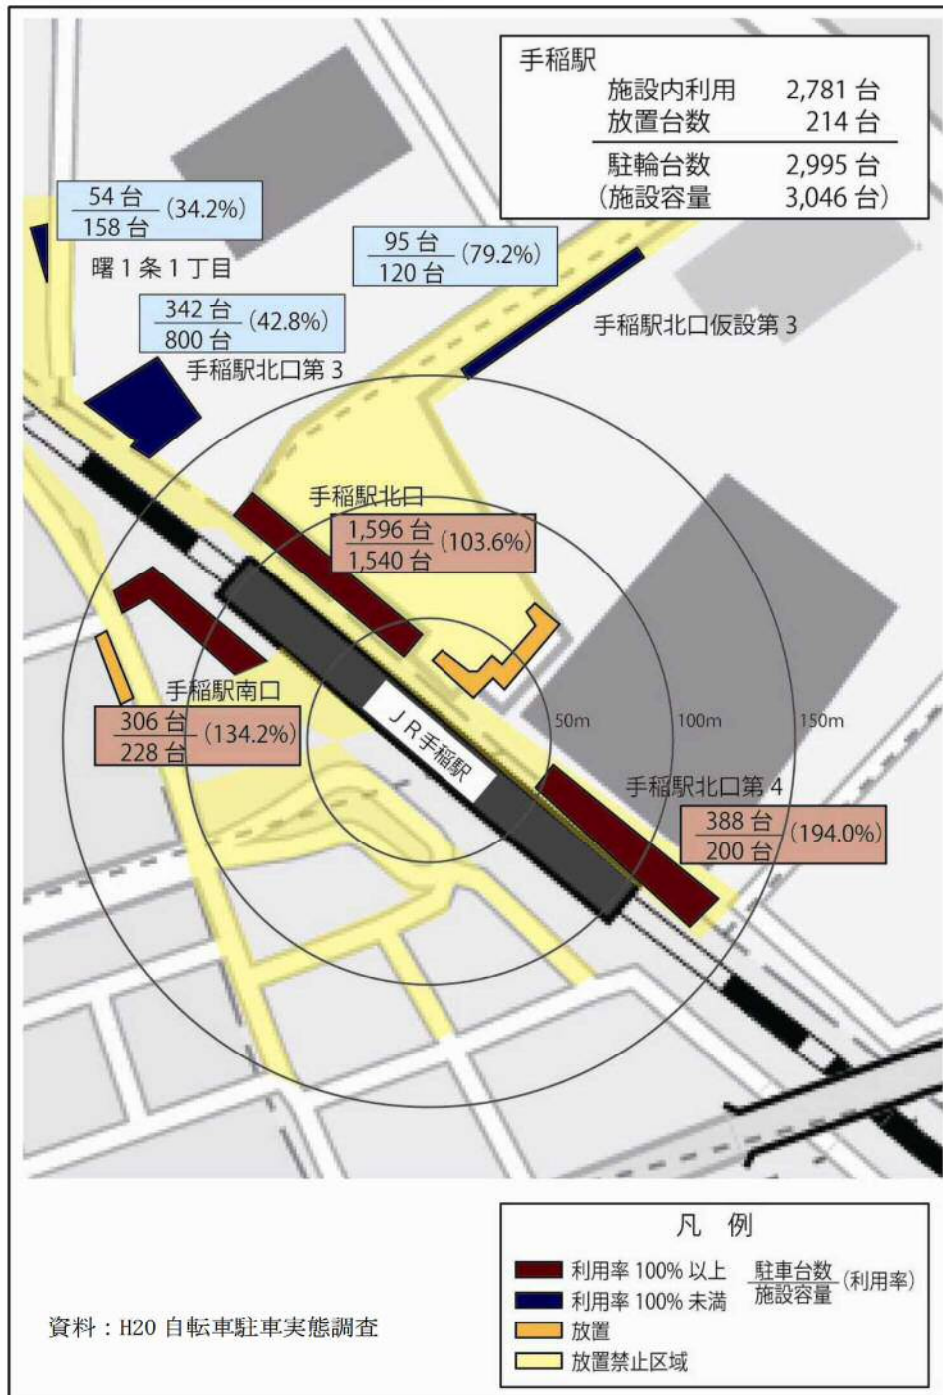 手稲駅
施設内利用 2,781 台
放置台数 214 台
駐輪台数 2,995 台
(施設容量 3,046 台)
54 台
158 台
(34.2%)
曙 1 条 1 丁目
95 台
120 台
(79.2%)
手稲駅北口仮設第 3
342 台
800 台
(42.8%)
手稲駅北口第 3
手稲駅北口
1,596 台
1,540 台
(103.6%)
手稲駅南口
306 台
228 台
(134.2%)
JR手稲駅
50m
100m
150m
手稲駅北口第 4
388 台
200 台
(194.0%)
凡 例
利用率 100% 以上
利用率 100% 未満
放置
放置禁止区域
駐車台数
施設容量
(利用率)
資料：H20 自転車駐車実態調査